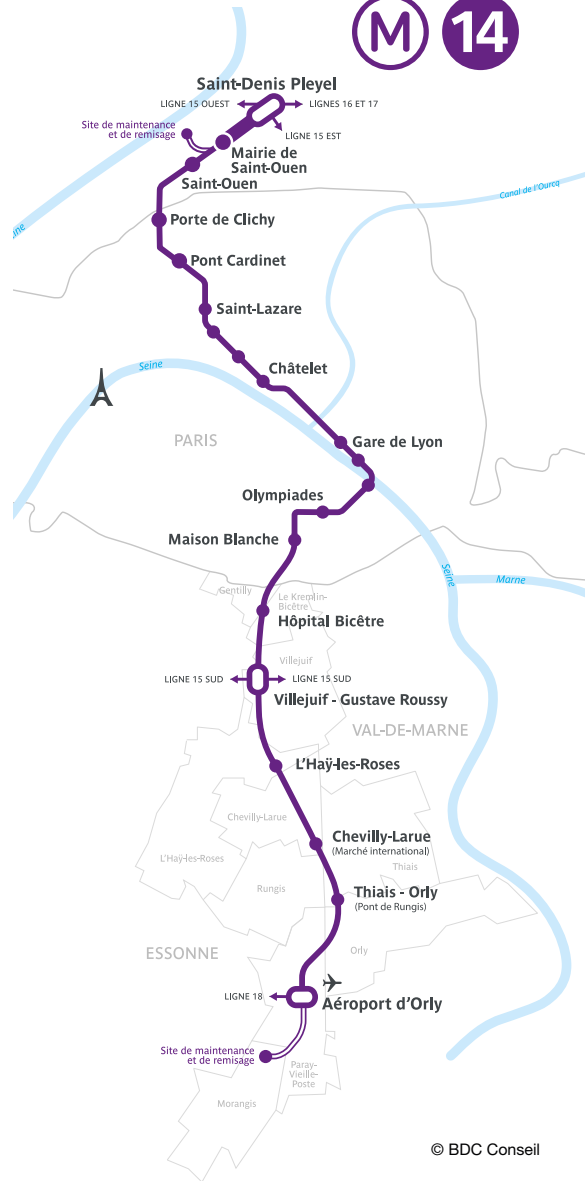 M 14
Saint-Denis Pleyel
LIGNE 15 OUEST
LIGNES 16 ET 17
Site de maintenance
et de remisage
LIGNE 15 EST
Mairie de
Saint-Ouen
Saint-Ouen
Canal de l'Ourcq
Porte de Clichy
ine
Pont Cardinet
Saint-Lazare
Seine
Châtelet
PARIS
Gare de Lyon
Olympiades
Maison Blanche
Seine
Marne
Gentilly
Le Kremlin-
Bicêtre
Hôpital Bicêtre
Villejuif
LIGNE 15 SUD
LIGNE 15 SUD
Villejuif - Gustave Roussy
VAL-DE-MARNE
L'Haÿ-les-Roses
Chevilly-Larue
Chevilly-Larue
(Marché international)
L'Haÿ-les-Roses
Thiais
Rungis
Thiais - Orly
(Pont de Rungis)
ESSONNE
Orly
LIGNE 18
Aéroport d'Orly
Site de maintenance
et de remisage
Paray-
Vieille-
Poste
Morangis
© BDC Conseil